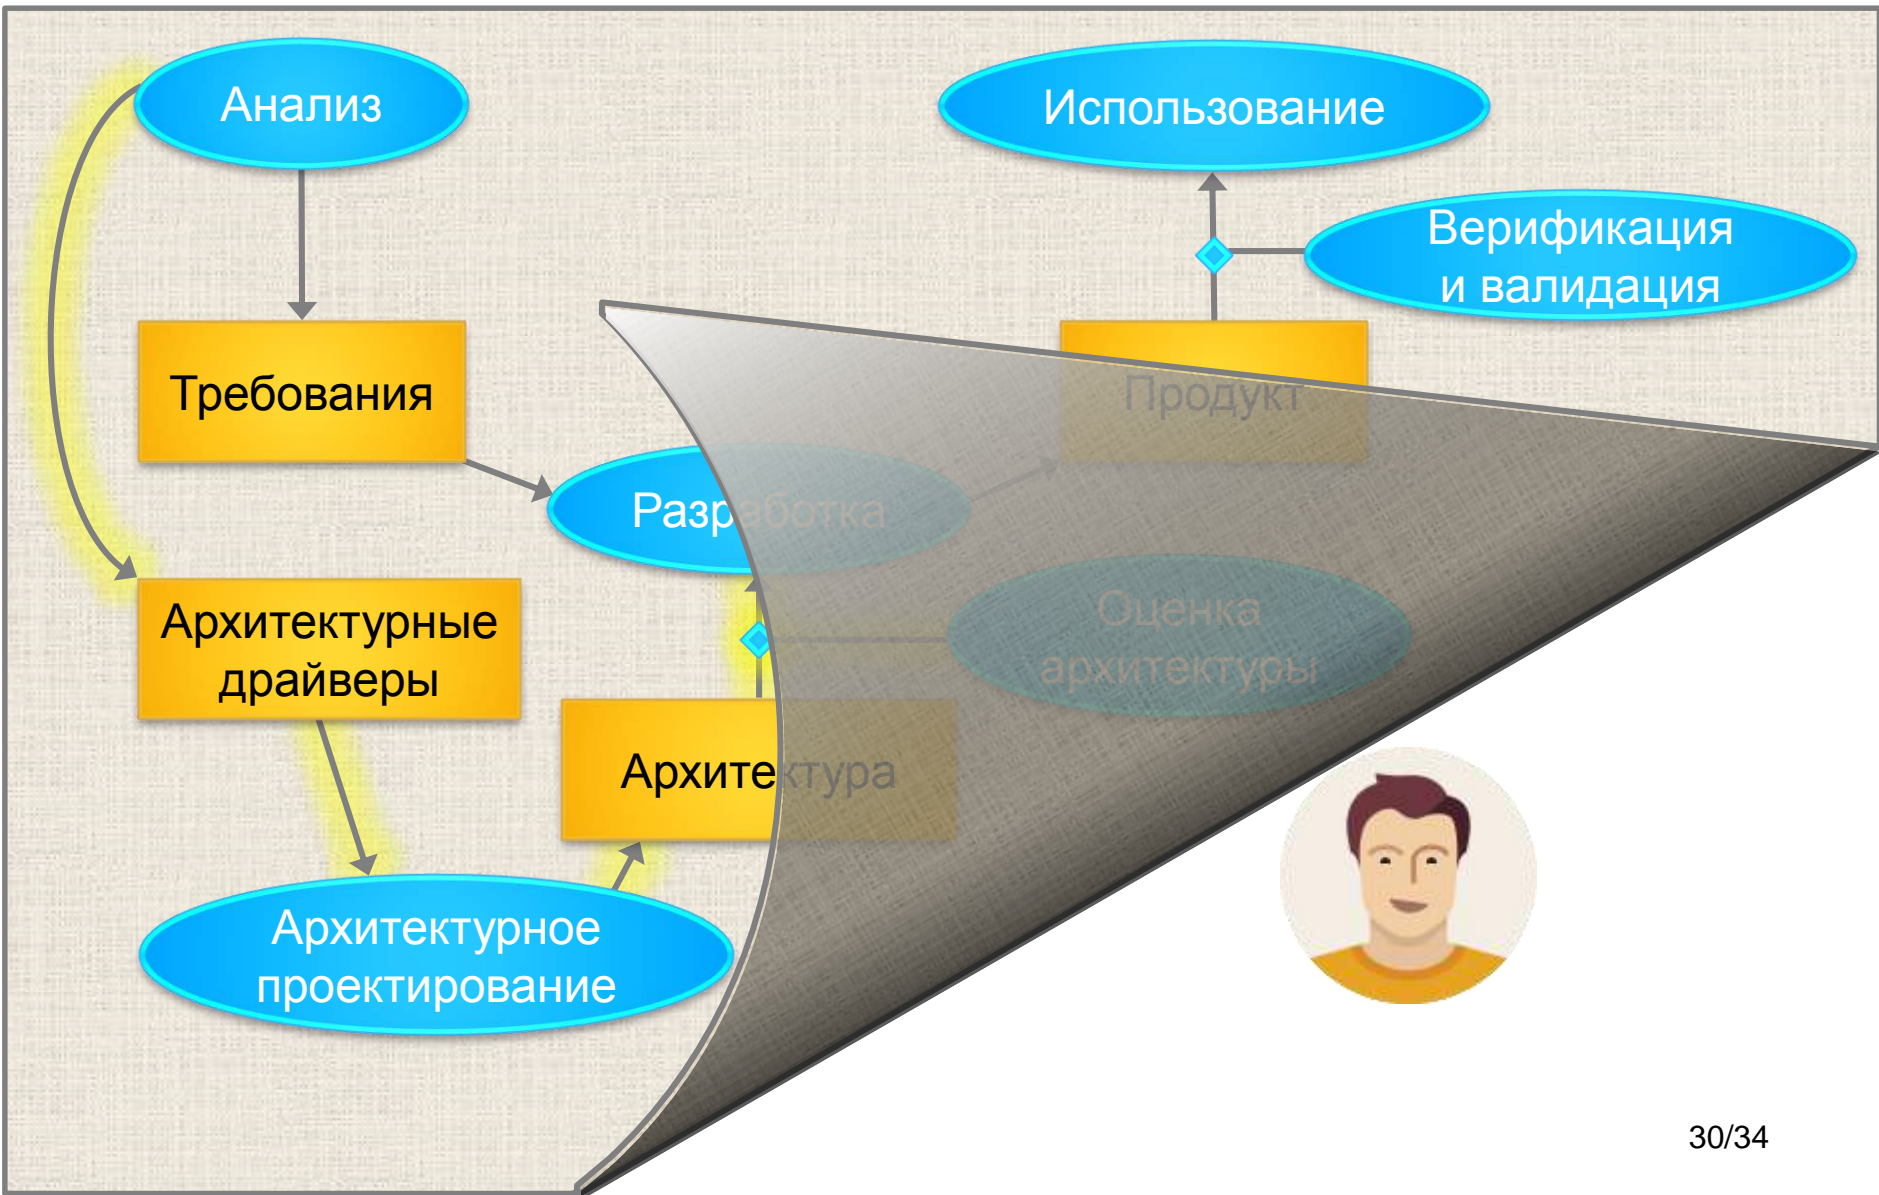 Анализ
Использование
Верификация
и валидация
Требования
Продукт
Разработка
Архитектурные
драйверы
Оценка
архитектуры
Архитектура
Архитектурное
проектирование
30/34